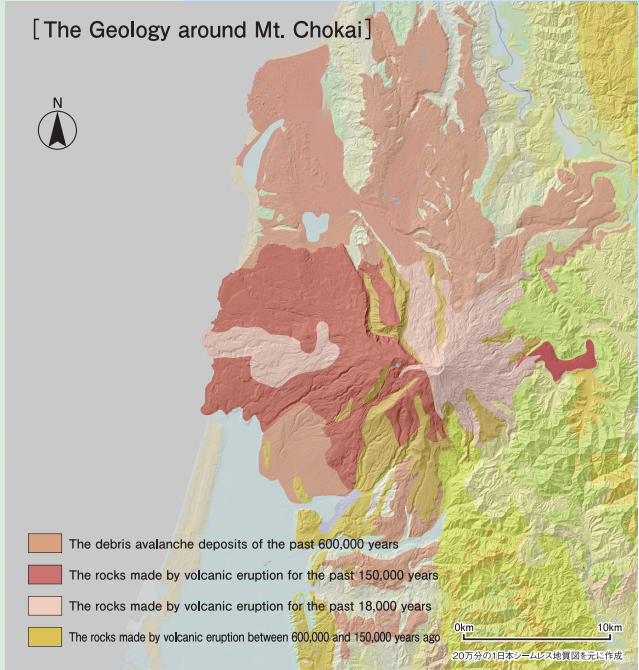 [The Geology around Mt. Chokai]
N
The debris avalanche deposits of the past 600,000 years
The rocks made by volcanic eruption for the past 150,000 years
The rocks made by volcanic eruption for the past 18,000 years
The rocks made by volcanic eruption between 600,000 and 150,000 years ago
0km 10km
20万分の1日本シームレス地質図を元に作成